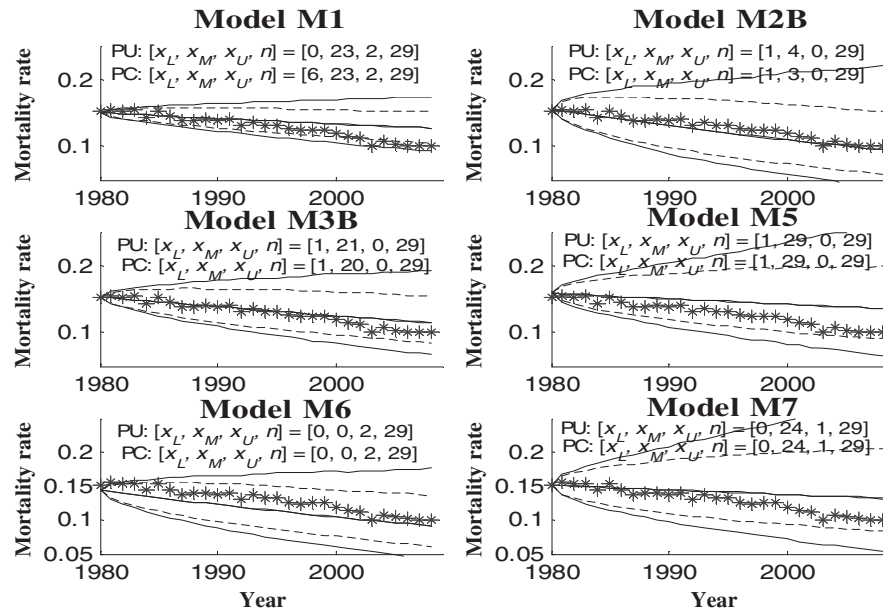 Model M1
PU: [x_L, x_M, x_U, n] = [0, 23, 2, 29]
PC: [x_L, x_M, x_U, n] = [6, 23, 2, 29]
Mortality rate
0.2
0.1
1980 1990 2000
Model M2B
PU: [x_L, x_M, x_U, n] = [1, 4, 0, 29]
PC: [x_L, x_M, x_U, n] = [1, 3, 0, 29]
Mortality rate
0.2
0.1
1980 1990 2000
Model M3B
PU: [x_L, x_M, x_U, n] = [1, 21, 0, 29]
PC: [x_L, x_M, x_U, n] = [1, 20, 0, 29]
Mortality rate
0.2
0.1
1980 1990 2000
Model M5
PU: [x_L, x_M, x_U, n] = [1, 29, 0, 29]
PC: [x_L, x_M, x_U, n] = [1, 29, 0, 29]
Mortality rate
0.2
0.1
1980 1990 2000
Model M6
PU: [x_L, x_M, x_U, n] = [0, 0, 2, 29]
PC: [x_L, x_M, x_U, n] = [0, 0, 2, 29]
Mortality rate
0.2
0.15
0.1
0.05
1980 1990 2000
Year
Model M7
PU: [x_L, x_M, x_U, n] = [0, 24, 1, 29]
PC: [x_L, x_M, x_U, n] = [0, 24, 1, 29]
Mortality rate
0.2
0.15
0.1
0.05
1980 1990 2000
Year